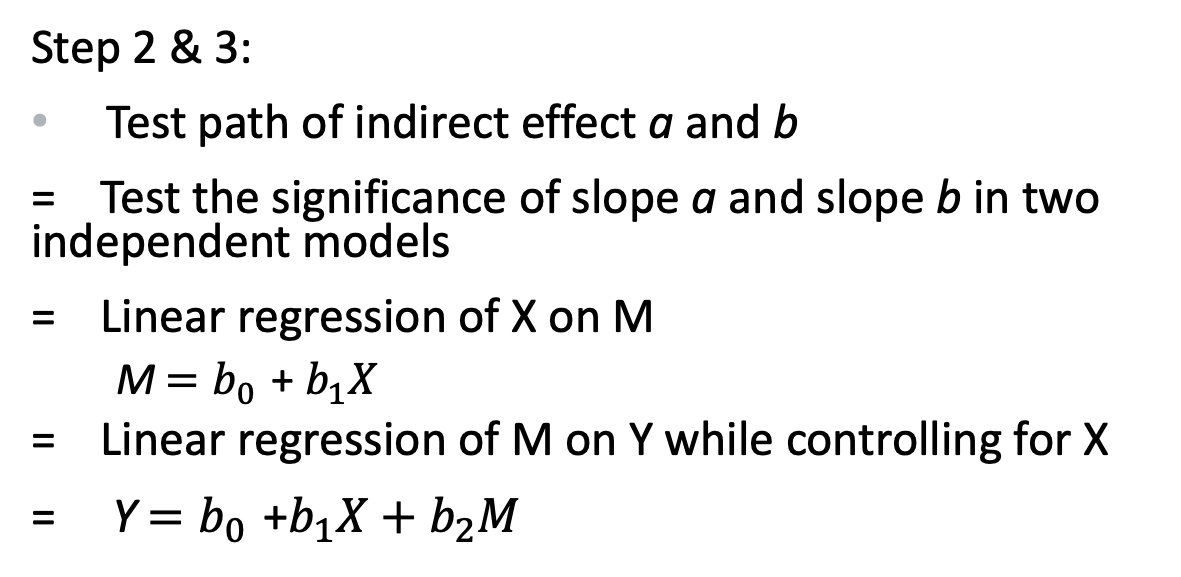 Step 2 & 3:
• Test path of indirect effect a and b
= Test the significance of slope a and slope b in two
independent models
= Linear regression of X on M
M = b₀ + b₁X
= Linear regression of M on Y while controlling for X
= Y = b₀ +b₁X + b₂M